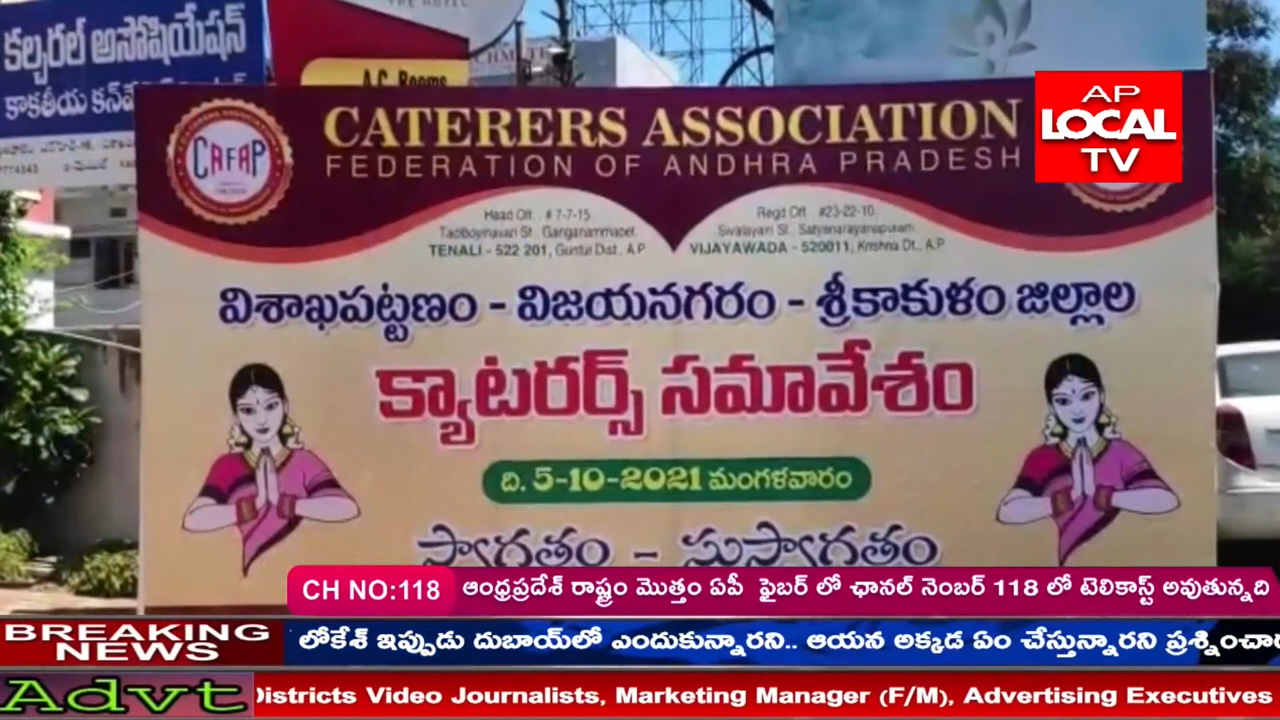 కల్చరల్ అసోషియేషన్
THE HOTEL
A.C. Rooms
CAFAP
CATERERS ASSOCIATION
FEDERATION OF ANDHRA PRADESH
AP
LOCAL
TV
Head Off. : # 7-7-15,
Tadiboyinavari St., Ganganammapet,
TENALI - 522 201, Guntur Dist., A.P.
Regd Off. : #23-22-10,
Sivalayam St., Satyanarayanapuram,
VIJAYAWADA - 520011, Krishna Dt., A.P
విశాఖపట్టణం - విజయనగరం - శ్రీకాకుళం జిల్లాల
క్యాటరర్స్ సమావేశం
ది. 5-10-2021 మంగళవారం
స్వాగతం - సుస్వాగతం
CH NO:118 ఆంధ్రప్రదేశ్ రాష్ట్రం మొత్తం ఏపీ ఫైబర్ లో ఛానల్ నెంబర్ 118 లో టెలికాస్ట్ అవుతున్నది
BREAKING NEWS లోకేశ్ ఇప్పుడు దుబాయ్‌లో ఎందుకున్నారని.. ఆయన అక్కడ ఏం చేస్తున్నారని ప్రశ్నించారు
Advt Districts Video Journalists, Marketing Manager (F/M), Advertising Executives